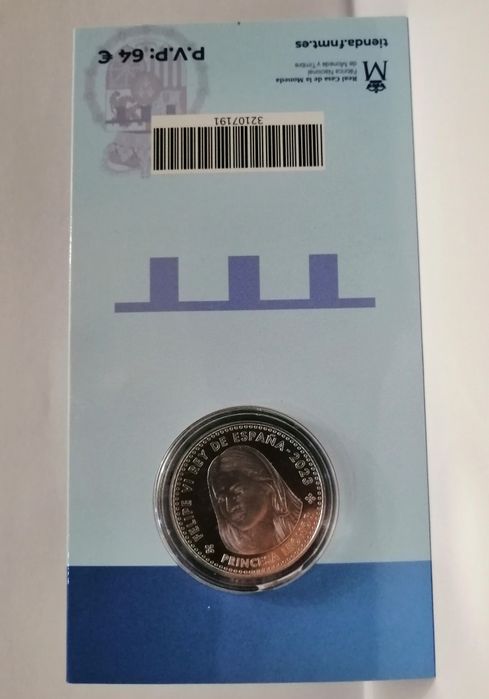 FELIPE VI REY DE ESPAÑA - 2023
PRINCESA
32107191
M
Real Casa de la Moneda
Fábrica Nacional
de Moneda y Timbre
tienda.fnmt.es
P.V.P: 64 €